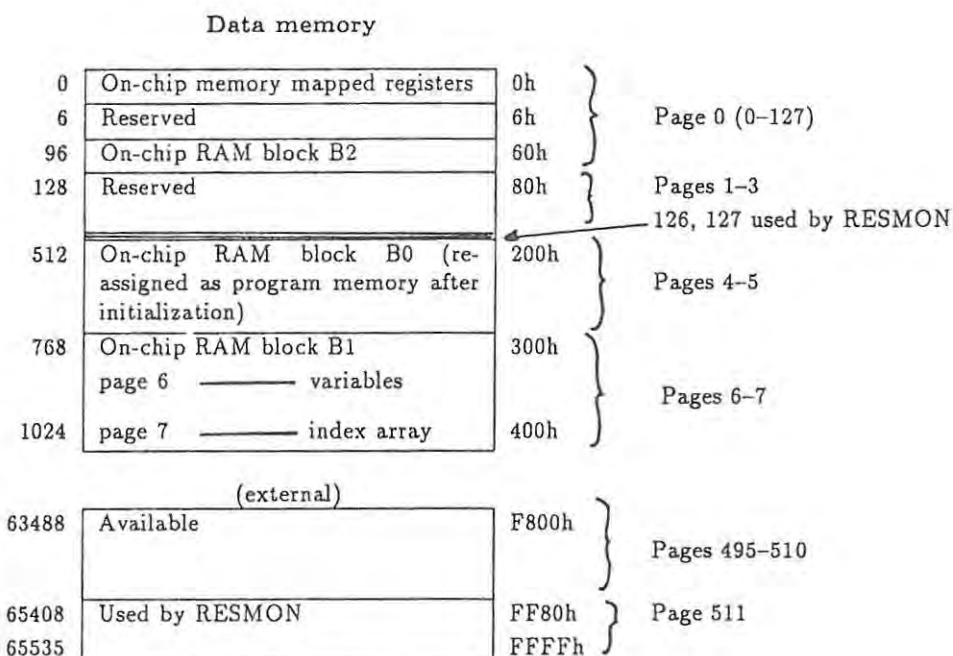 Data memory
0 On-chip memory mapped registers 0h
6 Reserved 6h Page 0 (0–127)
96 On-chip RAM block B2 60h
128 Reserved 80h Pages 1–3
126, 127 used by RESMON
512 On-chip RAM block B0 (re- 200h
assigned as program memory after Pages 4–5
initialization)
768 On-chip RAM block B1 300h
page 6 variables
Pages 6–7
1024 page 7 index array 400h
(external)
63488 Available F800h
Pages 495–510
65408 Used by RESMON FF80h Page 511
65535 FFFFh